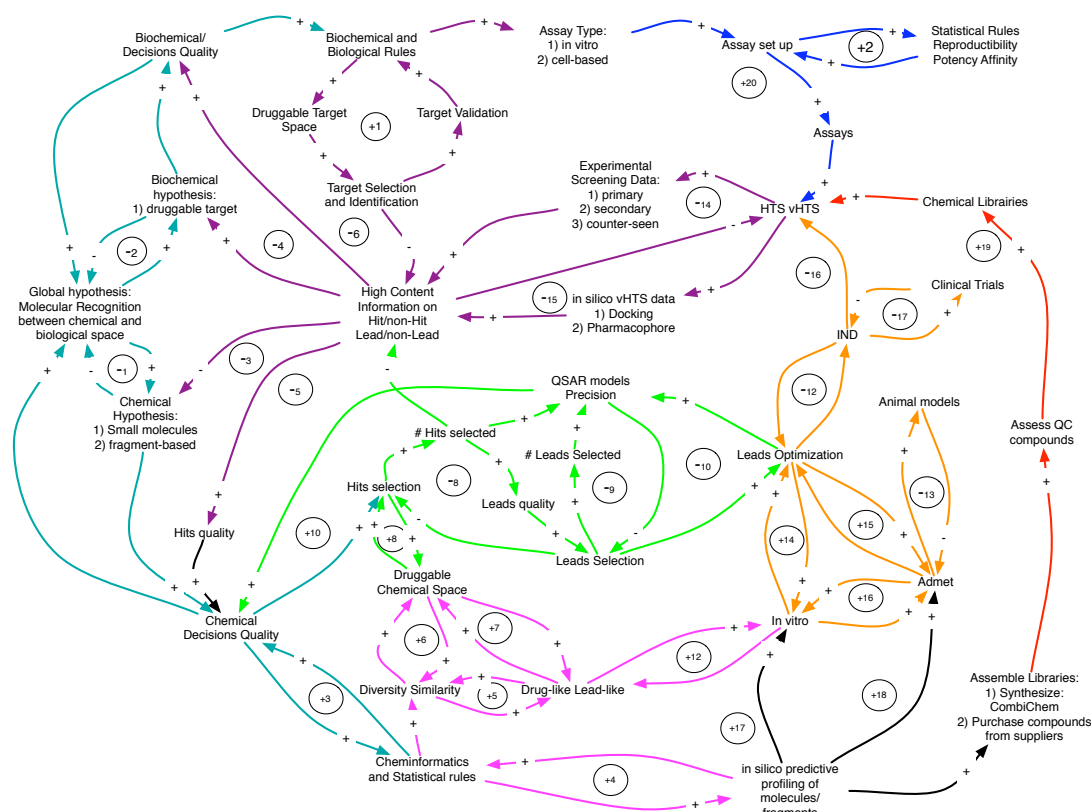 Biochemical/
Decisions Quality
+
Biochemical and
Biological Rules
+
Assay Type:
1) in vitro
2) cell-based
+
Assay set up
+
+2
+
Statistical Rules
Reproducibility
Potency Affinity
+20
+
Assays
+
+
+
+
Druggable Target
Space
+1
Target Validation
+
+
Target Selection
and Identification
+
+
Biochemical
hypothesis:
1) druggable target
-
-2
+
+
-4
+
-6
-
Experimental
Screening Data:
1) primary
2) secondary
3) counter-seen
+
-14
+
HTS vHTS
-
+
Chemical Librairies
+19
+
-16
Clinical Trials
-
-17
+
IND
Global hypothesis:
Molecular Recognition
between chemical and
biological space
High Content
Information on
Hit/non-Hit
Lead/non-Lead
-15
+
in silico vHTS data
1) Docking
2) Pharmacophore
+
+
-
-1
+
-3
-
-5
Chemical
Hypothesis:
1) Small molecules
2) fragment-based
-
QSAR models
Precision
+
-12
Animal models
+
# Hits selected
+
+
+
# Leads Selected
-10
Leads Optimization
+
-13
-
Assess QC
compounds
+
Hits selection
-8
+
Leads quality
+
-9
+
+
+
+
Hits quality
+
+
+10
+
+
+8
+
-
+
-
Leads Selection
+14
+15
+
+
+
+
Druggable
Chemical Space
Admet
+
+16
+
+
Chemical
Decisions Quality
+
+6
+
+7
+
+
In vitro
+
+
+12
+3
+
+
Diversity Similarity
+
+5
+
Drug-like Lead-like
+18
Assemble Libraries:
1) Synthesize:
CombiChem
2) Purchase compounds
from suppliers
+
+17
Cheminformatics
and Statistical rules
+
+4
+
in silico predictive
profiling of
molecules/
fragments
+